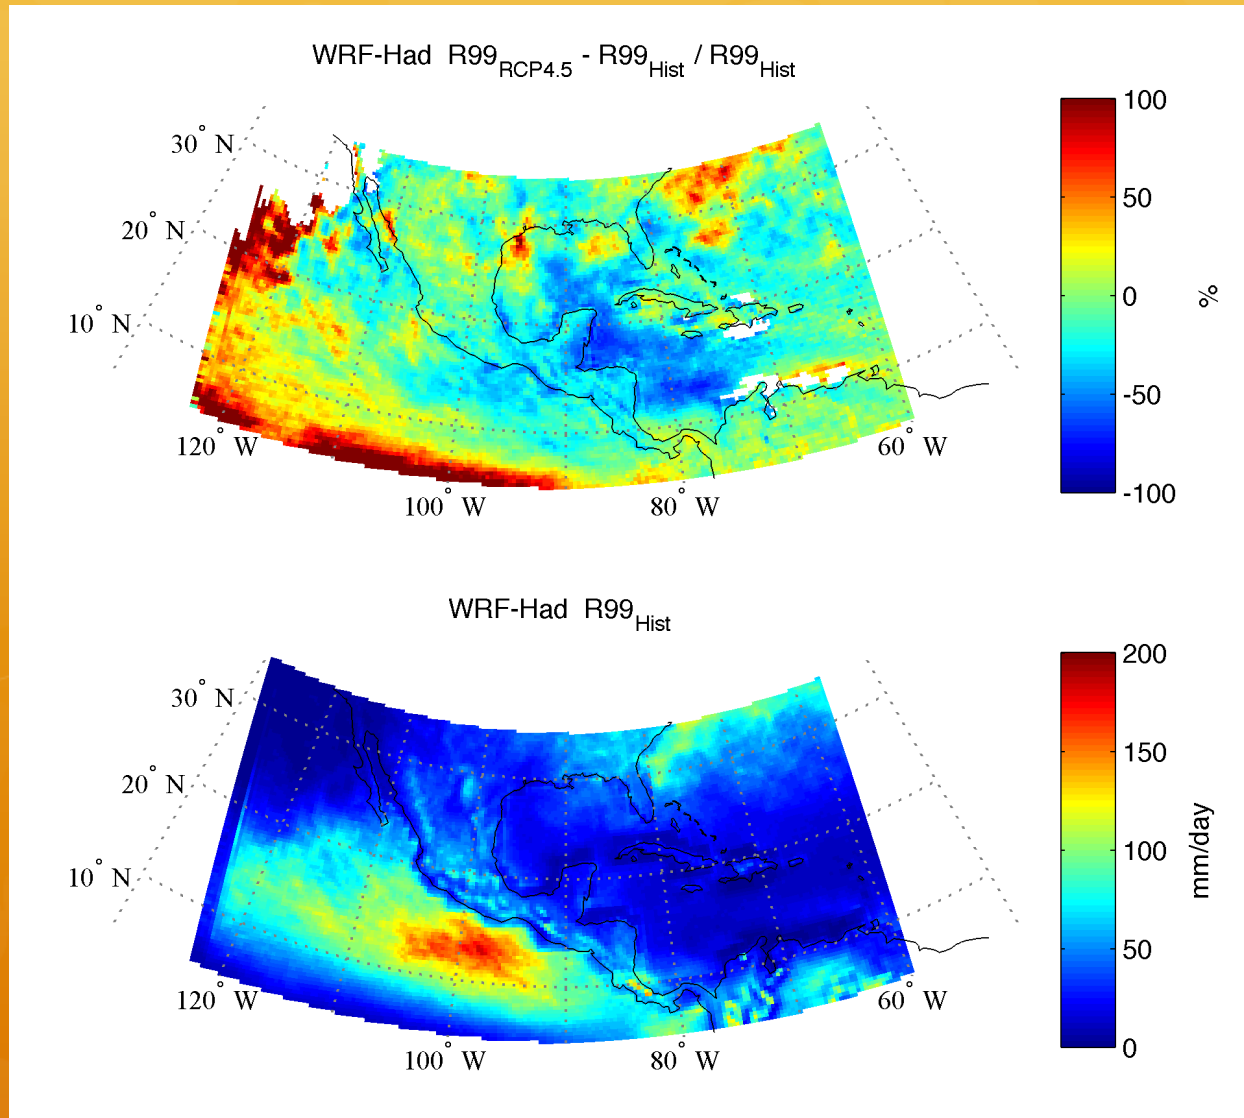 WRF-Had R99RCP4.5 - R99Hist / R99Hist
30° N
20° N
10° N
120° W
100° W
80° W
60° W
100
50
0
-50
-100
%
WRF-Had R99Hist
30° N
20° N
10° N
120° W
100° W
80° W
60° W
200
150
100
50
0
mm/day